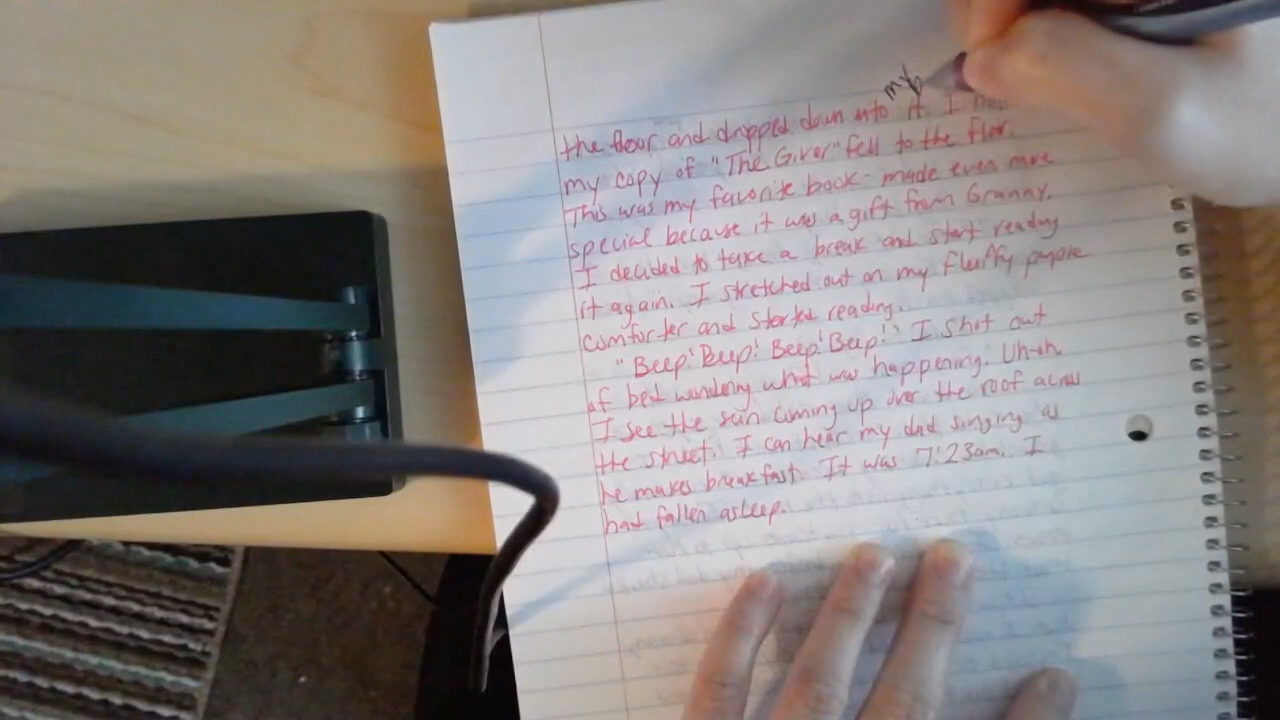 my
the floor and dropped down into it. I
my copy of "The Giver" fell to the floor.
This was my favorite book - made even more
special because it was a gift from Granny.
I decided to take a break and start reading
it again. I stretched out on my fluffy purple
comforter and started reading.
"Beep! Beep! Beep! Beep!" I shot out
of bed wondering what was happening. Uh-oh
I see the sun coming up over the roof across
the street. I can hear my dad singing as
he makes breakfast. It was 7:23am. I
had fallen asleep.